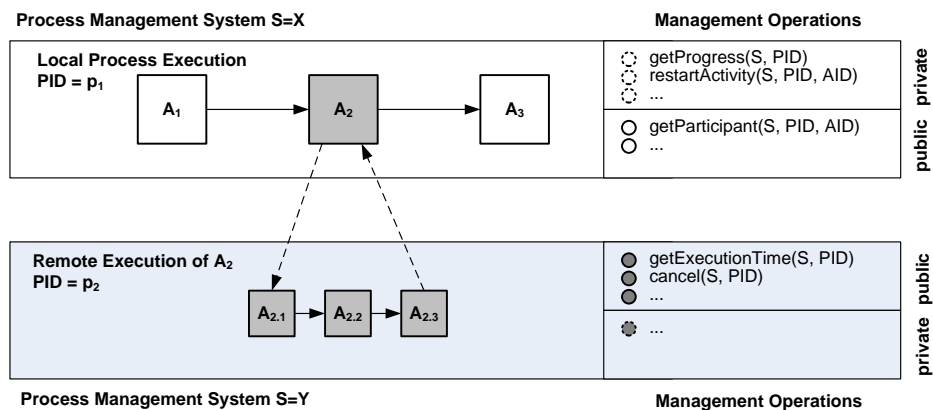 Process Management System S=X
Management Operations
Local Process Execution
PID = p₁
A₁
A₂
A₃
getProgress(S, PID)
restartActivity(S, PID, AID)
...
private
getParticipant(S, PID, AID)
...
public
Remote Execution of A₂
PID = p₂
A₂.₁
A₂.₂
A₂.₃
getExecutionTime(S, PID)
cancel(S, PID)
...
public
...
private
Process Management System S=Y
Management Operations